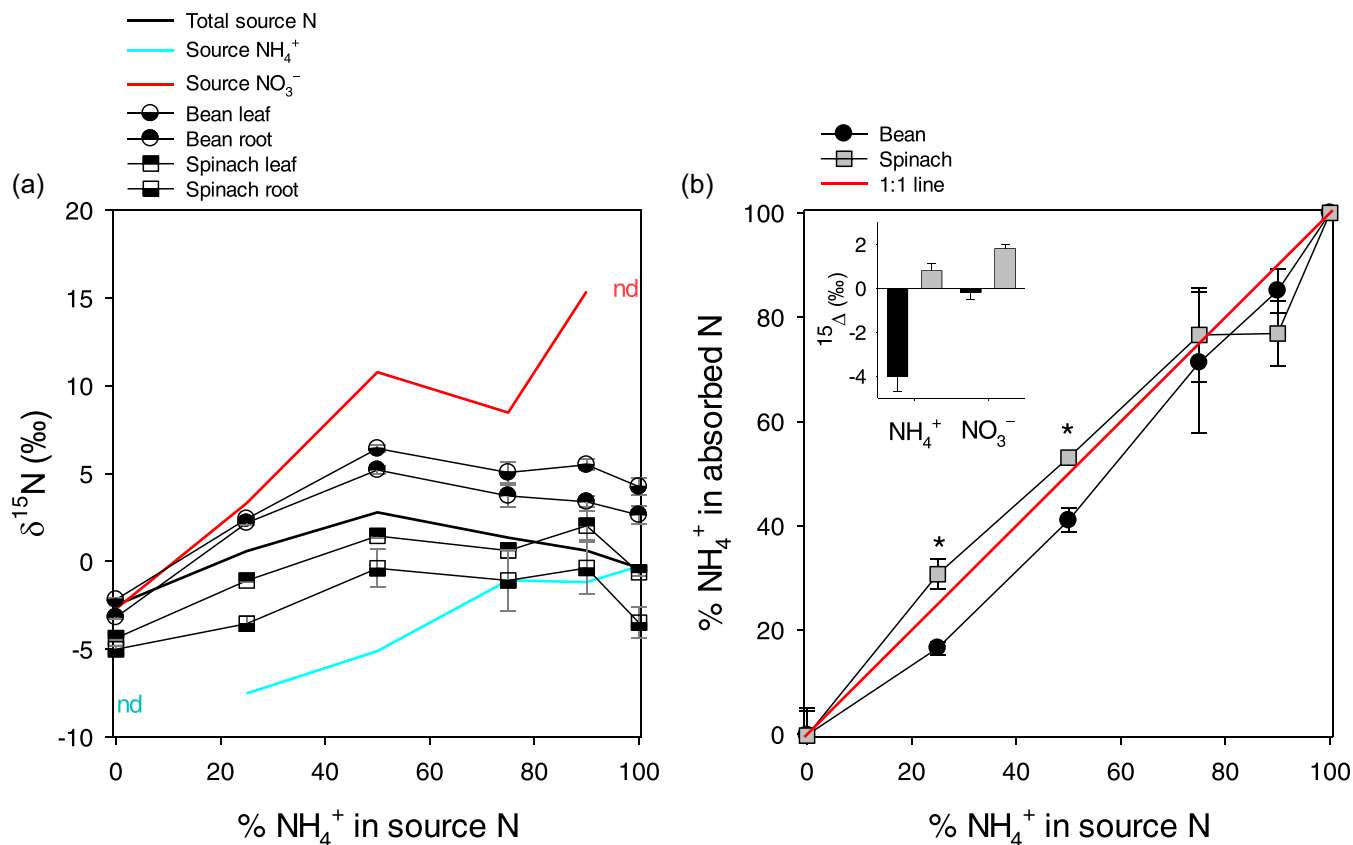 Total source N
Source NH₄⁺
Source NO₃⁻
Bean leaf
Bean root
Spinach leaf
Spinach root
(a)
20
15
10
5
0
-5
-10
δ¹⁵N (‰)
nd
nd
0
20
40
60
80
100
% NH₄⁺ in source N
Bean
Spinach
1:1 line
(b)
100
80
60
40
20
0
% NH₄⁺ in absorbed N
2
0
-2
-4
¹⁵Δ (‰)
NH₄⁺ NO₃⁻
*
*
0
20
40
60
80
100
% NH₄⁺ in source N